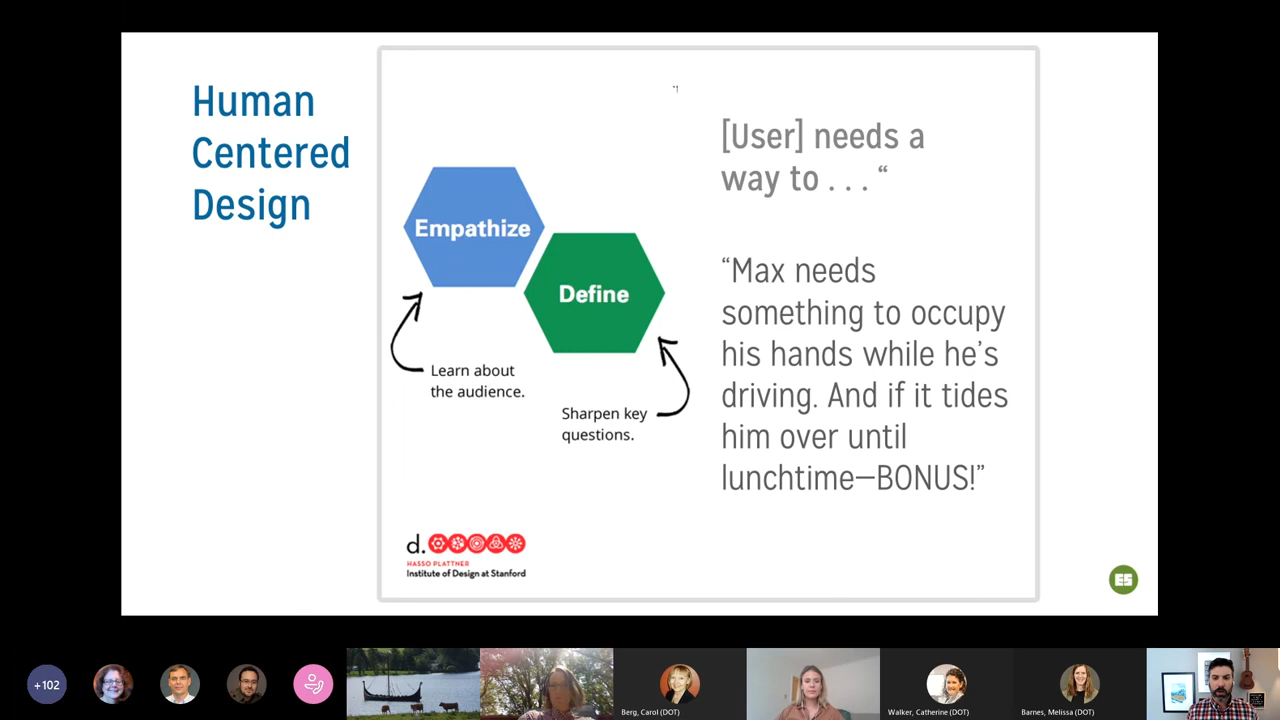 Human
Centered
Design
[User] needs a
way to . . . “
Empathize
Define
“Max needs
something to occupy
his hands while he’s
driving. And if it tides
him over until
lunchtime—BONUS!”
Learn about
the audience.
Sharpen key
questions.
d.
HASSO PLATTNER
Institute of Design at Stanford
ES
+102
Berg, Carol (DOT)
Walker, Catherine (DOT)
Barnes, Melissa (DOT)